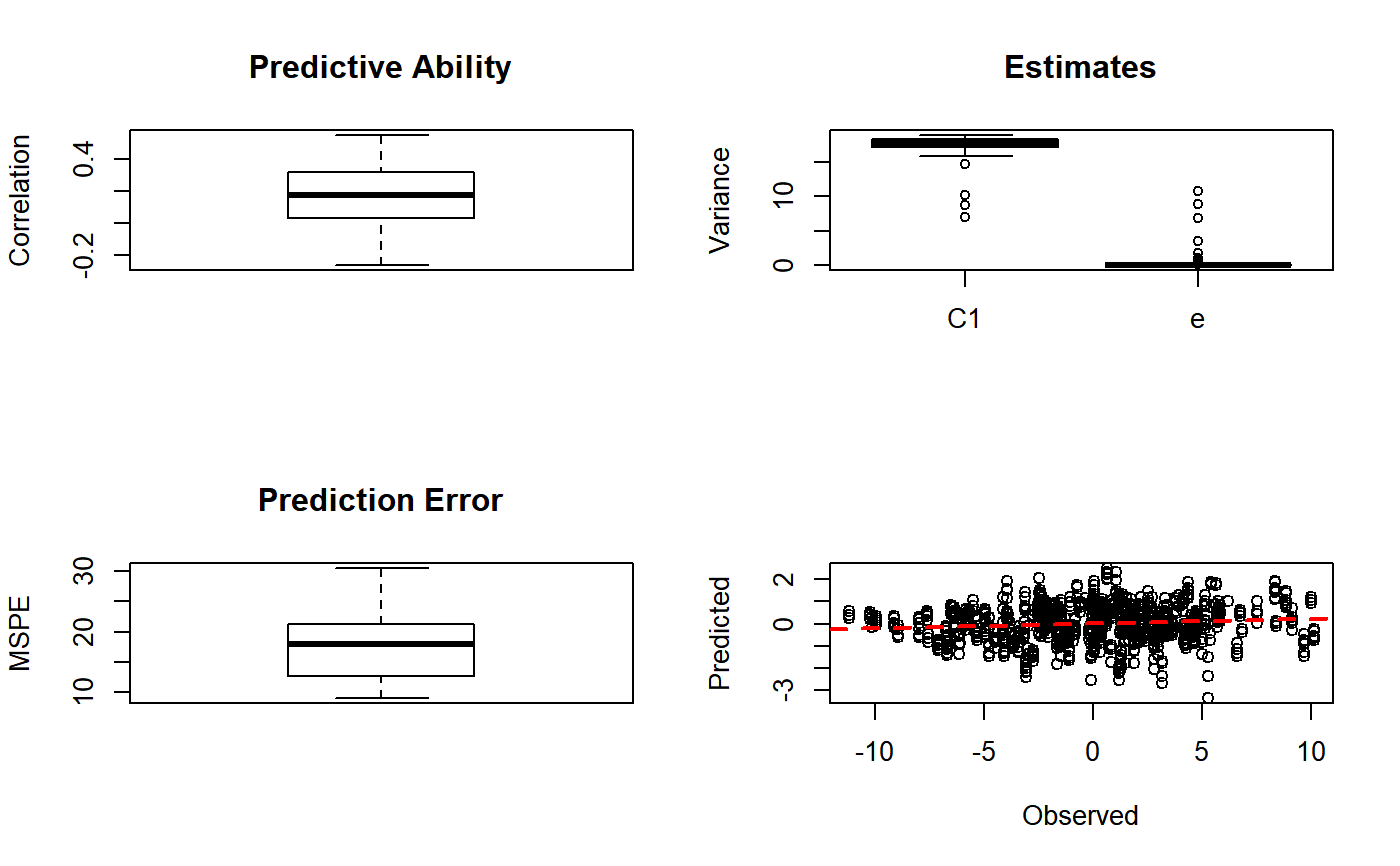 Predictive Ability
Correlation
0.4
-0.2
Estimates
Variance
10
0
C1
e
Prediction Error
MSPE
30
20
10
Predicted
2
0
-3
-10
-5
0
5
10
Observed